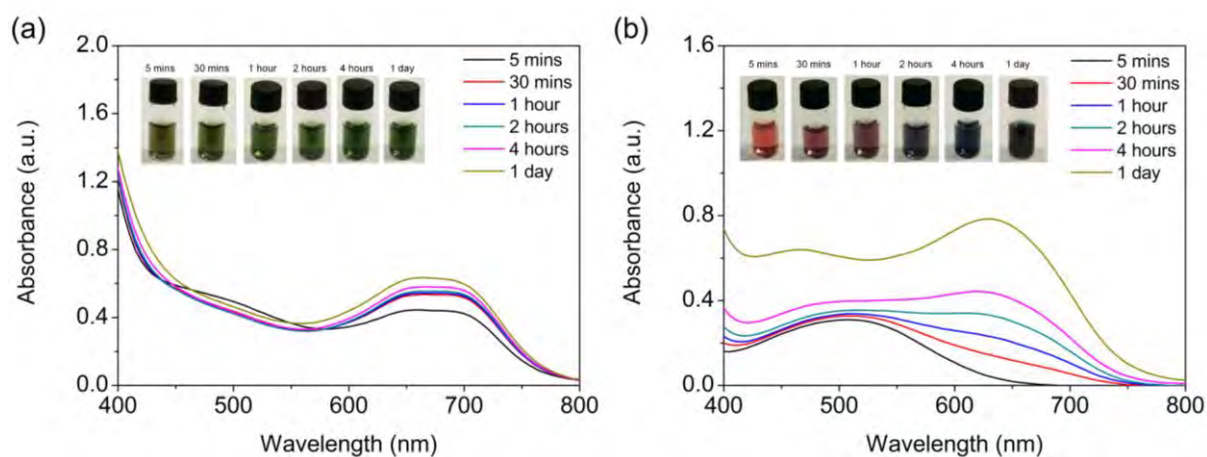 (a)
2.0
1.6
1.2
0.8
0.4
0.0
Absorbance (a.u.)
5 mins 30 mins 1 hour 2 hours 4 hours 1 day
5 mins
30 mins
1 hour
2 hours
4 hours
1 day
400 500 600 700 800
Wavelength (nm)
(b)
1.6
1.2
0.8
0.4
0.0
Absorbance (a.u.)
5 mins 30 mins 1 hour 2 hours 4 hours 1 day
5 mins
30 mins
1 hour
2 hours
4 hours
1 day
400 500 600 700 800
Wavelength (nm)